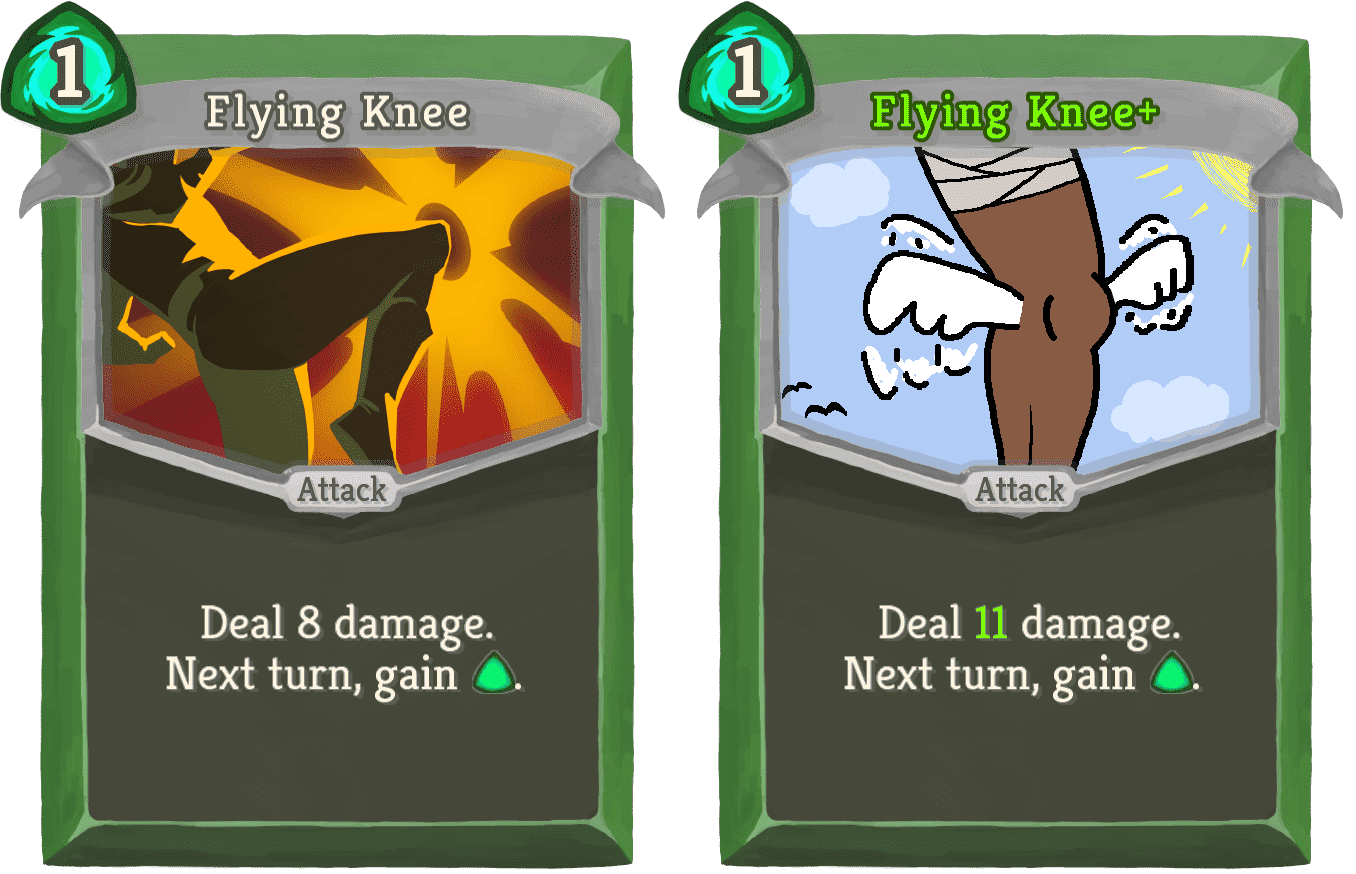 1
Flying Knee
Attack
Deal 8 damage.
Next turn, gain .
1
Flying Knee+
Attack
Deal 11 damage.
Next turn, gain .